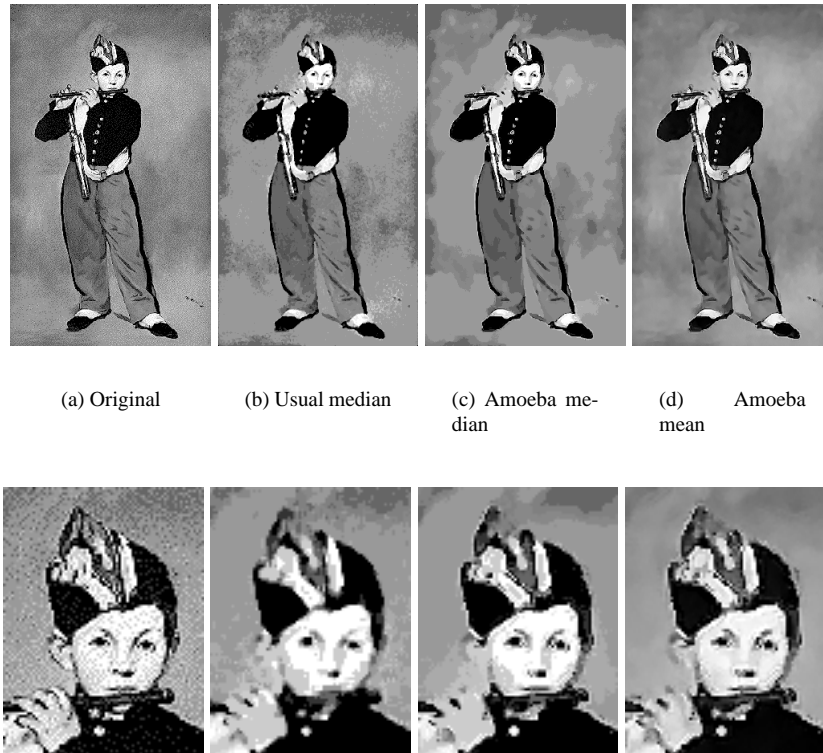 (a) Original
(b) Usual median
(c) Amoeba me-
dian
(d) Amoeba
mean